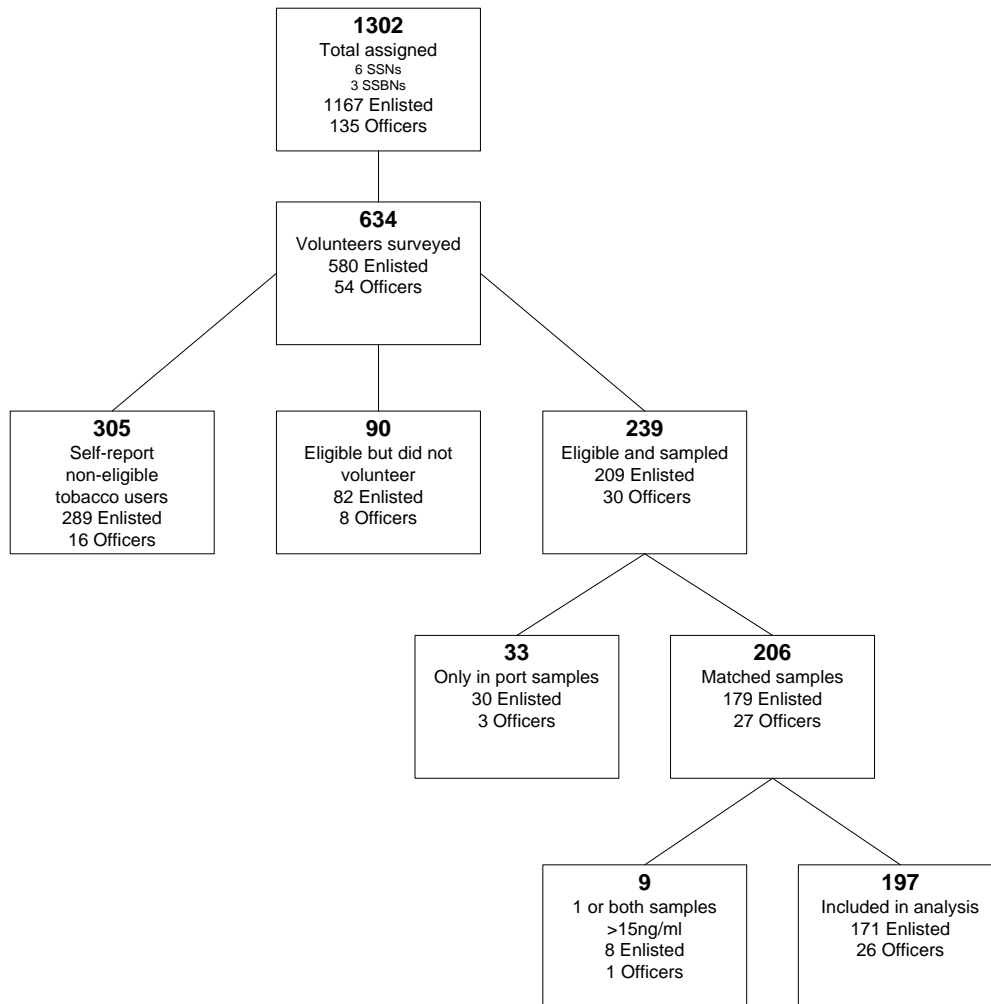 1302
Total assigned
6 SSNs
3 SSBNs
1167 Enlisted
135 Officers
634
Volunteers surveyed
580 Enlisted
54 Officers
305
Self-report
non-eligible
tobacco users
289 Enlisted
16 Officers
90
Eligible but did not
volunteer
82 Enlisted
8 Officers
239
Eligible and sampled
209 Enlisted
30 Officers
33
Only in port samples
30 Enlisted
3 Officers
206
Matched samples
179 Enlisted
27 Officers
9
1 or both samples
>15ng/ml
8 Enlisted
1 Officers
197
Included in analysis
171 Enlisted
26 Officers